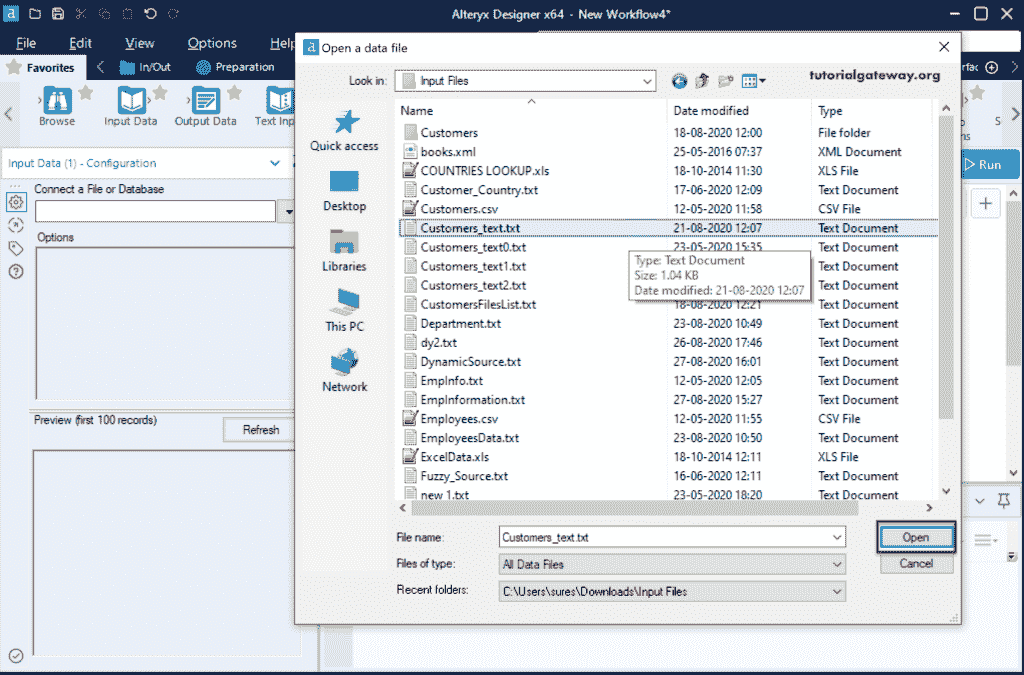 Alteryx Designer x64 - New Workflow4*
File Edit View Options Help
Favorites In/Out Preparation
Browse Input Data Output Data Text Inp
Input Data (1) - Configuration
Run
Connect a File or Database
Options
Preview (first 100 records)
Refresh
Open a data file
Look in: Input Files
tutorialgateway.org
Quick access
Desktop
Libraries
This PC
Network
Name Date modified Type
Customers 18-08-2020 12:00 File folder
books.xml 25-05-2016 07:37 XML Document
COUNTRIES LOOKUP.xls 18-10-2014 11:30 XLS File
Customer_Country.txt 17-06-2020 12:09 Text Document
Customers.csv 12-05-2020 11:58 CSV File
Customers_text.txt 21-08-2020 12:07 Text Document
Customers_text0.txt 23-05-2020 15:35 Text Document
Customers_text1.txt Text Document
Customers_text2.txt Text Document
CustomersFilesList.txt 18-08-2020 12:21 Text Document
Department.txt 23-08-2020 10:49 Text Document
dy2.txt 26-08-2020 17:46 Text Document
DynamicSource.txt 27-08-2020 16:01 Text Document
EmpInfo.txt 12-05-2020 12:05 Text Document
EmpInformation.txt 27-08-2020 15:27 Text Document
Employees.csv 12-05-2020 11:55 CSV File
EmployeesData.txt 23-08-2020 10:50 Text Document
ExcelData.xls 18-10-2014 12:11 XLS File
Fuzzy_Source.txt 16-06-2020 12:11 Text Document
new 1.txt 23-05-2020 18:20 Text Document
Type: Text Document
Size: 1.04 KB
Date modified: 21-08-2020 12:07
File name: Customers_text.txt Open
Files of type: All Data Files Cancel
Recent folders: C:\Users\sures\Downloads\Input Files